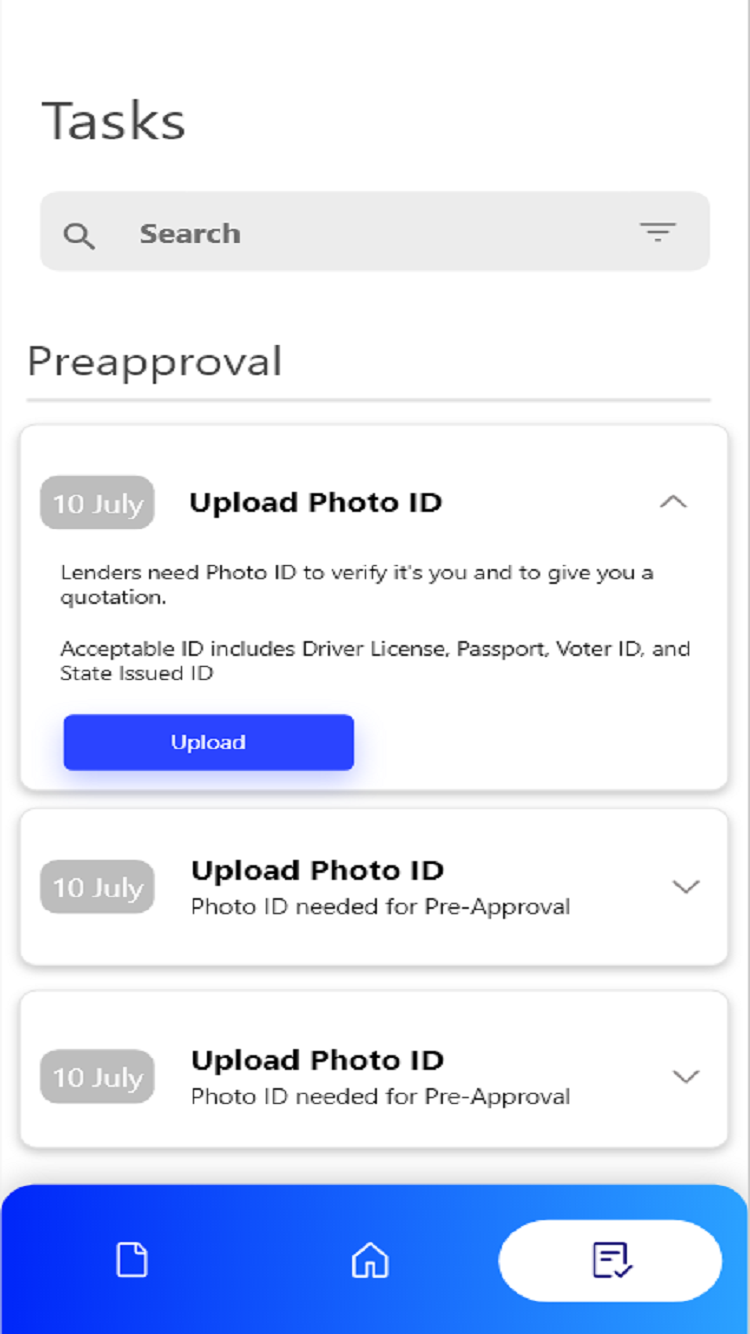 Tasks
Search
Preapproval
10 July
Upload Photo ID
Lenders need Photo ID to verify it's you and to give you a
quotation.
Acceptable ID includes Driver License, Passport, Voter ID, and
State Issued ID
Upload
10 July
Upload Photo ID
Photo ID needed for Pre-Approval
10 July
Upload Photo ID
Photo ID needed for Pre-Approval